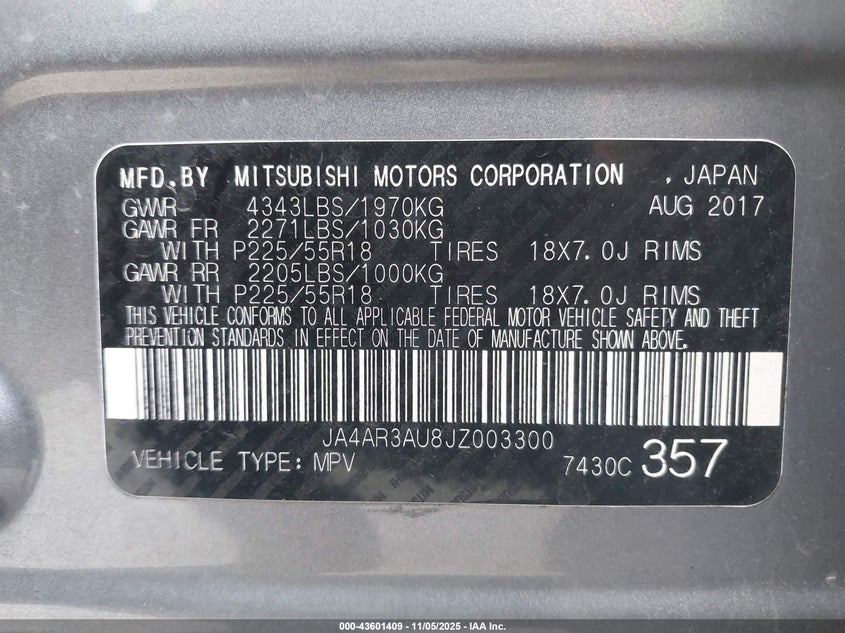 MFD.BY MITSUBISHI MOTORS CORPORATION , JAPAN
GVWR 4343LBS/1970KG AUG 2017
GAWR FR 2271LBS/1030KG
WITH P225/55R18 TIRES 18X7.0J RIMS
GAWR RR 2205LBS/1000KG
WITH P225/55R18 TIRES 18X7.0J RIMS
THIS VEHICLE CONFORMS TO ALL APPLICABLE FEDERAL MOTOR VEHICLE SAFETY AND THEFT
PREVENTION STANDARDS IN EFFECT ON THE DATE OF MANUFACTURE SHOWN ABOVE.
JA4AR3AU8JZ003300
VEHICLE TYPE: MPV 7430C 357
000-43601409 - 11/05/2025 - IAA Inc.